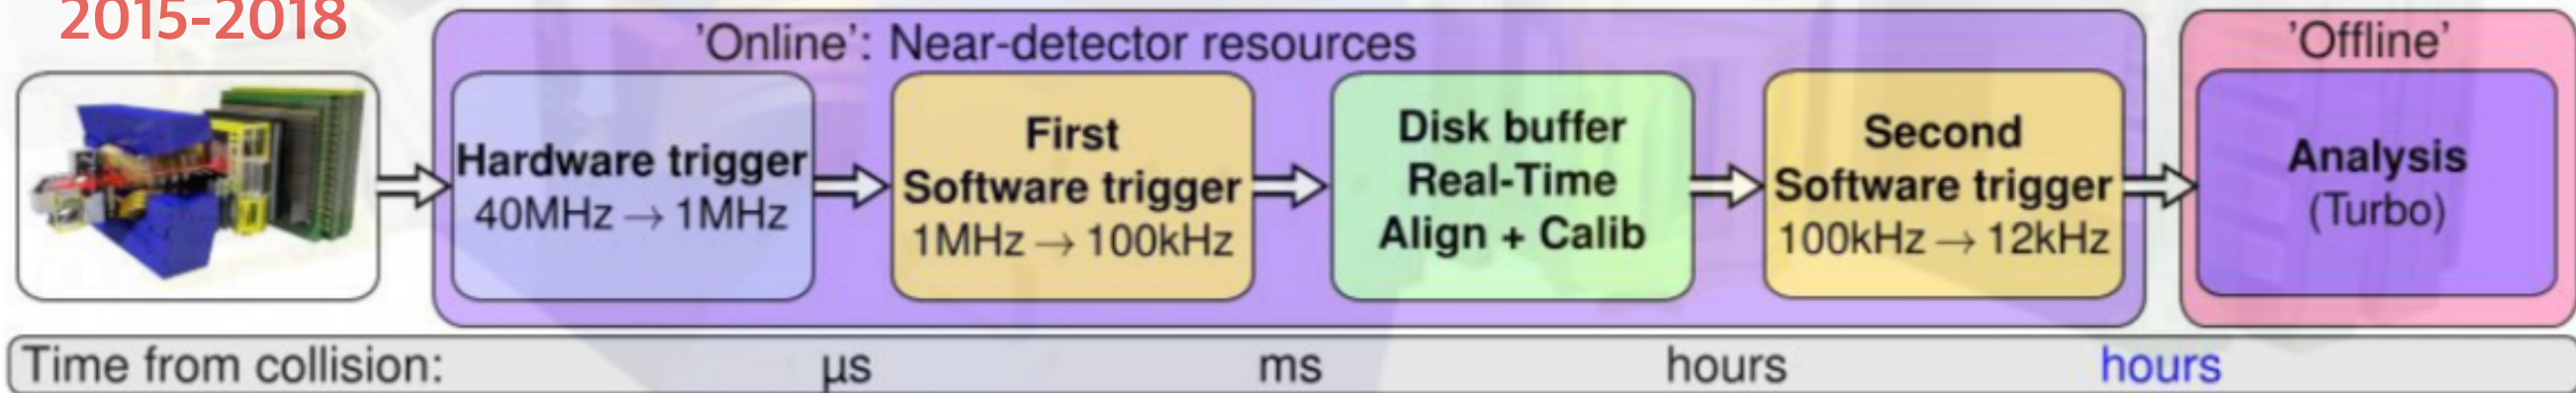 2015-2018
'Online': Near-detector resources
'Offline'
Hardware trigger
40MHz → 1MHz
First
Software trigger
1MHz → 100kHz
Disk buffer
Real-Time
Align + Calib
Second
Software trigger
100kHz → 12kHz
Analysis
(Turbo)
Time from collision: µs ms hours hours